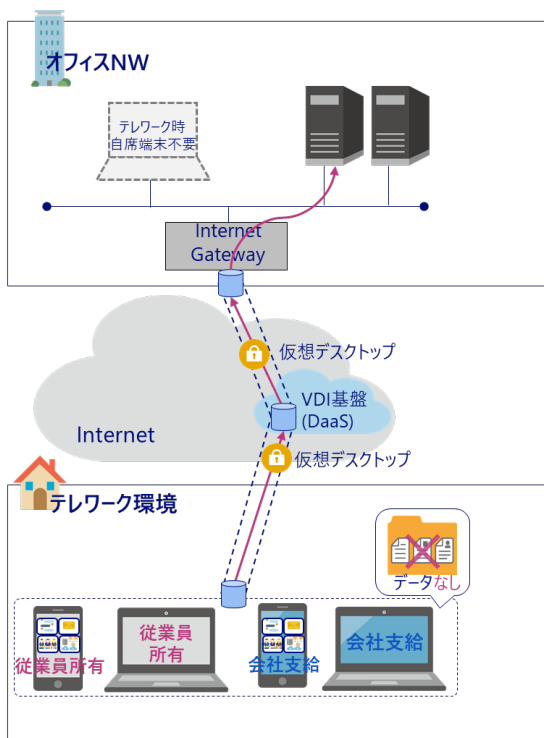 オフィスNW
テレワーク時
自席端末不要
Internet
Gateway
仮想デスクトップ
VDI基盤
(DaaS)
Internet
仮想デスクトップ
テレワーク環境
データなし
従業員所有
従業員
所有
会社支給
会社支給